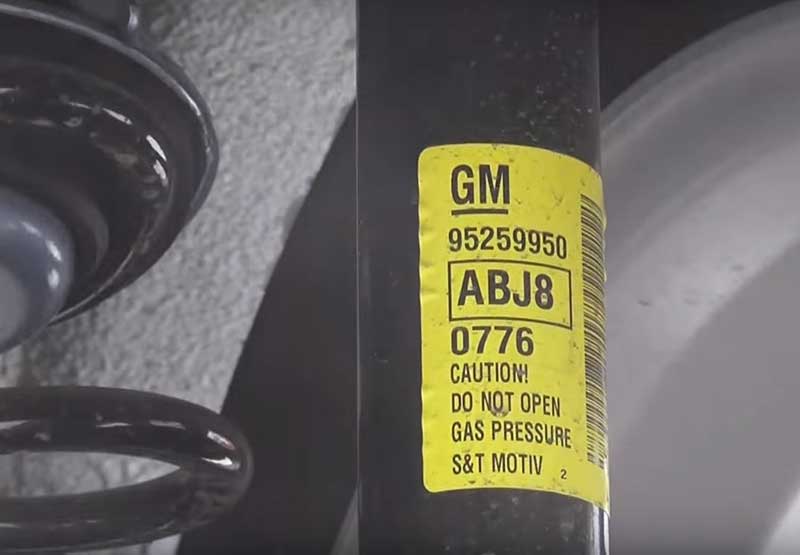 GM
95259950
ABJ8
0776
CAUTION!
DO NOT OPEN
GAS PRESSURE
S&T MOTIV 2